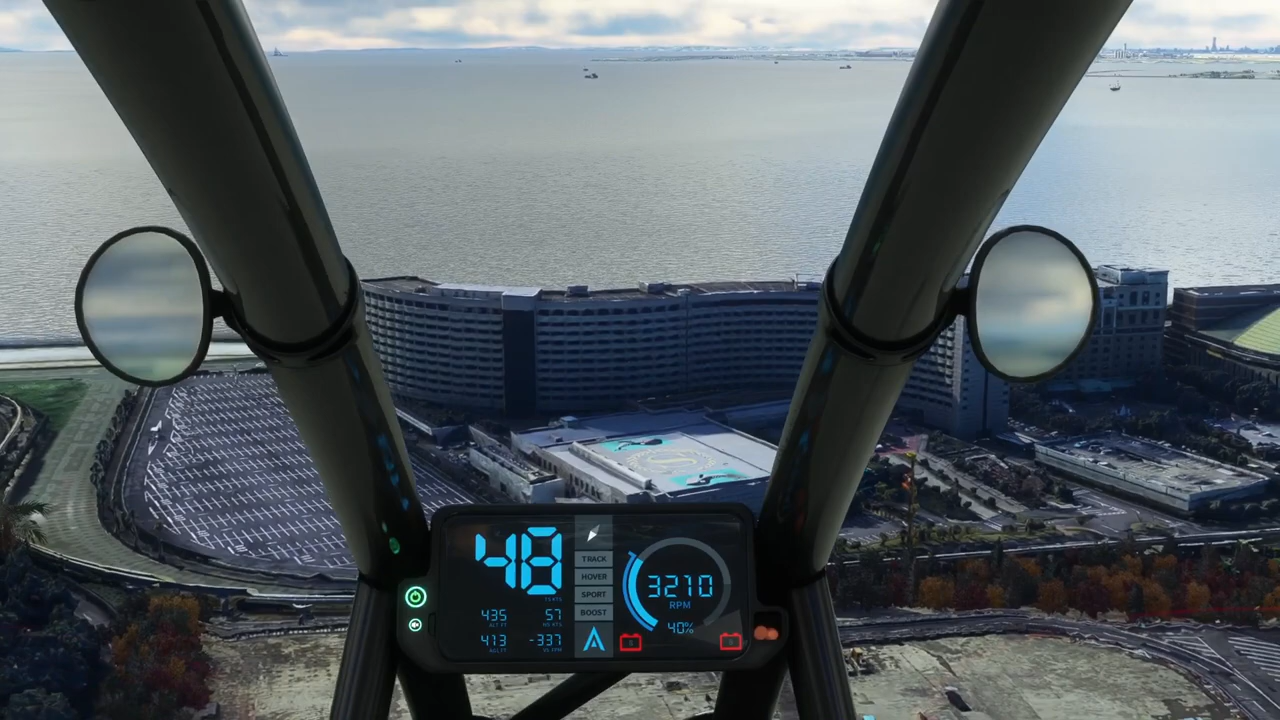 48
TRACK
HOVER
SPORT
BOOST
435
57
413
-337
3210
RPM
40%